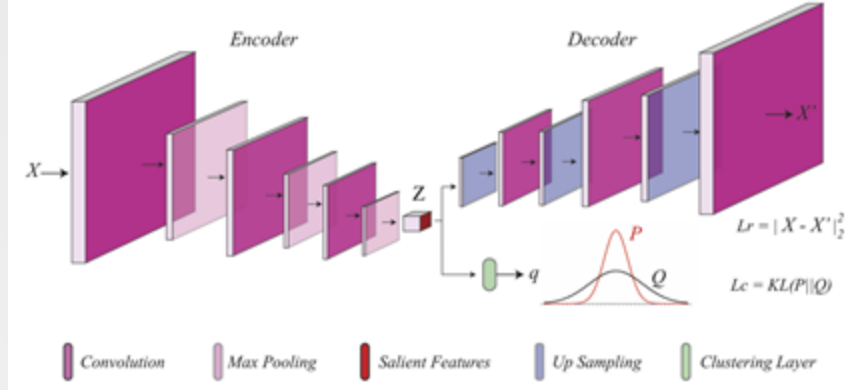 Encoder
Decoder
X
X'
Z
P
Q
q
Lr = | X - X' |²₂
Lc = KL(P||Q)
Convolution
Max Pooling
Salient Features
Up Sampling
Clustering Layer